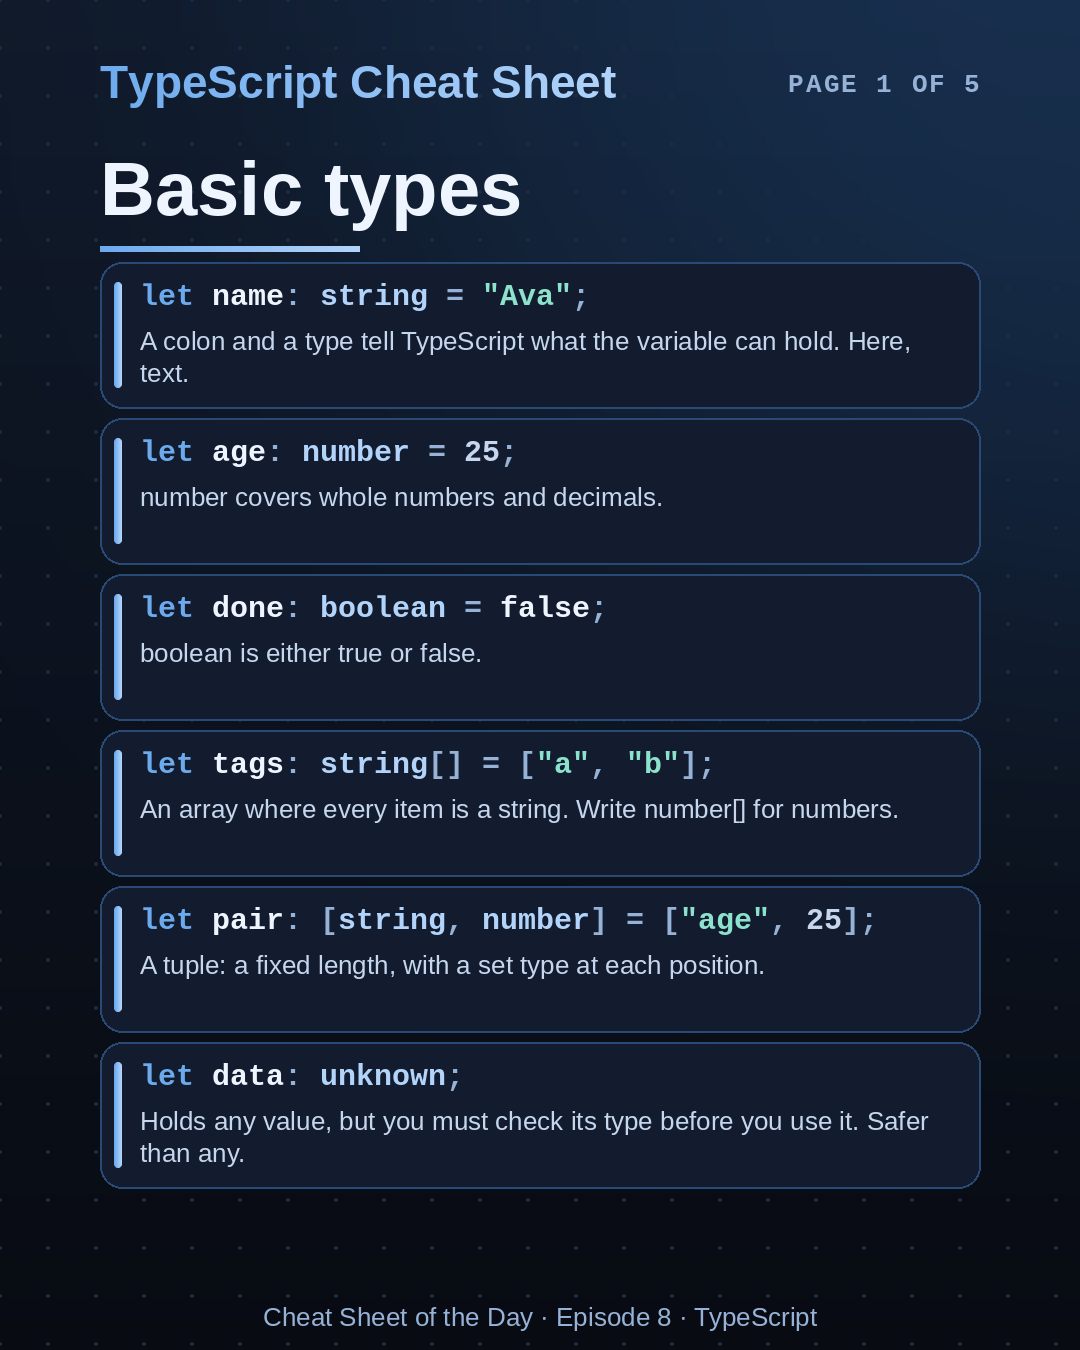 TypeScript Cheat Sheet
PAGE 1 OF 5
Basic types
let name: string = "Ava";
A colon and a type tell TypeScript what the variable can hold. Here,
text.
let age: number = 25;
number covers whole numbers and decimals.
let done: boolean = false;
boolean is either true or false.
let tags: string[] = ["a", "b"];
An array where every item is a string. Write number[] for numbers.
let pair: [string, number] = ["age", 25];
A tuple: a fixed length, with a set type at each position.
let data: unknown;
Holds any value, but you must check its type before you use it. Safer
than any.
Cheat Sheet of the Day · Episode 8 · TypeScript